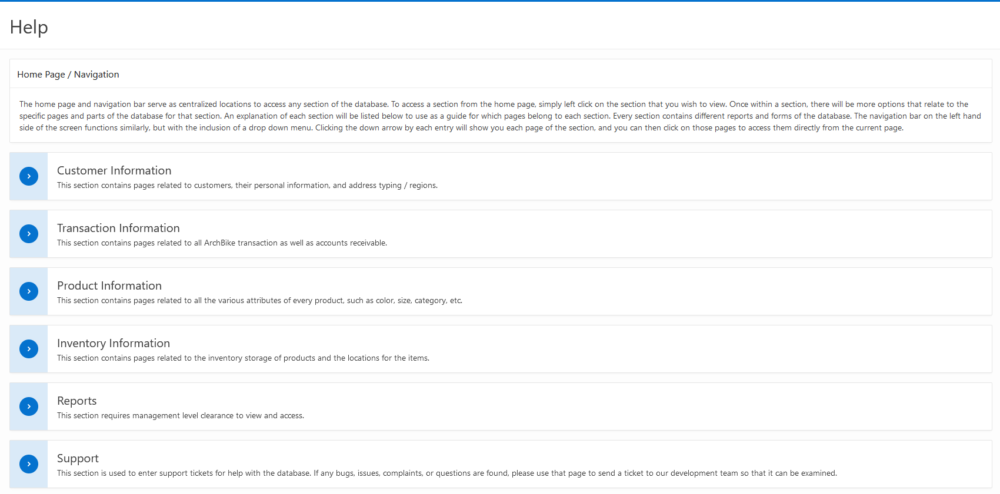 Help
Home Page / Navigation
The home page and navigation bar serve as centralized locations to access any section of the database. To access a section from the home page, simply left click on the section that you wish to view. Once within a section, there will be more options that relate to the
specific pages and parts of the database for that section. An explanation of each section will be listed below to use as a guide for which pages belong to each section. Every section contains different reports and forms of the database. The navigation bar on the left hand
side of the screen functions similarly, but with the inclusion of a drop down menu. Clicking the down arrow by each entry will show you each page of the section, and you can then click on those pages to access them directly from the current page.
Customer Information
This section contains pages related to customers, their personal information, and address typing / regions.
Transaction Information
This section contains pages related to all ArchBike transaction as well as accounts receivable.
Product Information
This section contains pages related to all the various attributes of every product, such as color, size, category, etc.
Inventory Information
This section contains pages related to the inventory storage of products and the locations for the items.
Reports
This section requires management level clearance to view and access.
Support
This section is used to enter support tickets for help with the database. If any bugs, issues, complaints, or questions are found, please use that page to send a ticket to our development team so that it can be examined.